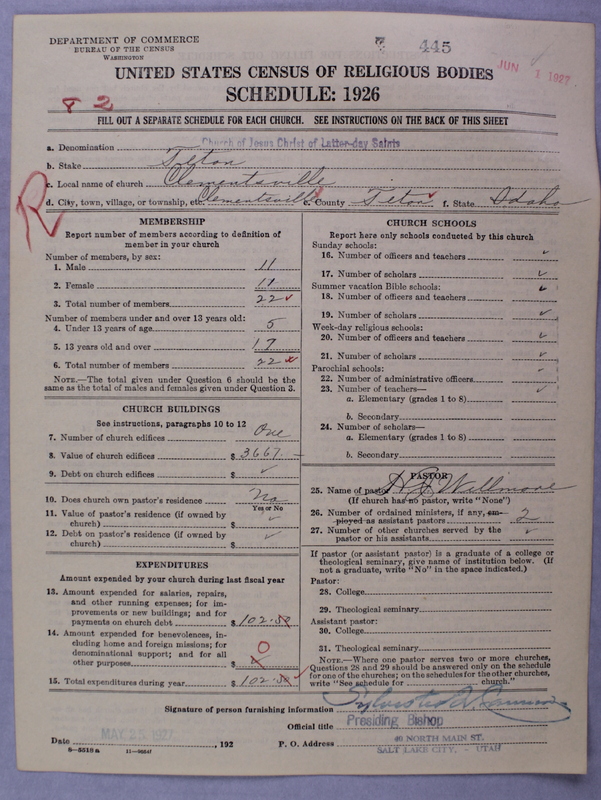 DEPARTMENT OF COMMERCE
BUREAU OF THE CENSUS
WASHINGTON
445
JUN 1 1927
UNITED STATES CENSUS OF RELIGIOUS BODIES
SCHEDULE: 1926
8 2
FILL OUT A SEPARATE SCHEDULE FOR EACH CHURCH. SEE INSTRUCTIONS ON THE BACK OF THIS SHEET
a. Denomination Church of Jesus Christ of Latter-day Saints
b. Stake Teton
c. Local name of church Clementsville
d. City, town, village, or township, etc. Clementsville e. County Teton f. State Idaho
R
MEMBERSHIP
Report number of members according to definition of
member in your church
Number of members, by sex:
1. Male 11
2. Female 11
3. Total number of members 22
Number of members under and over 13 years old:
4. Under 13 years of age 5
5. 13 years old and over 17
6. Total number of members 22
NOTE.—The total given under Question 6 should be the
same as the total of males and females given under Question 3.
CHURCH BUILDINGS
See instructions, paragraphs 10 to 12
7. Number of church edifices One
8. Value of church edifices $ 3667.
9. Debt on church edifices $
10. Does church own pastor's residence No
Yes or No
11. Value of pastor's residence (if owned by
church) $
12. Debt on pastor's residence (if owned by
church) $
EXPENDITURES
Amount expended by your church during last fiscal year
13. Amount expended for salaries, repairs,
and other running expenses; for im-
provements or new buildings; and for
payments on church debt $ 102.50
14. Amount expended for benevolences, in-
cluding home and foreign missions; for
denominational support; and for all
other purposes $ 0
15. Total expenditures during year $ 102.50
CHURCH SCHOOLS
Report here only schools conducted by this church
Sunday schools:
16. Number of officers and teachers
17. Number of scholars
Summer vacation Bible schools:
18. Number of officers and teachers
19. Number of scholars
Week-day religious schools:
20. Number of officers and teachers
21. Number of scholars
Parochial schools:
22. Number of administrative officers
23. Number of teachers—
a. Elementary (grades 1 to 8)
b. Secondary
24. Number of scholars—
a. Elementary (grades 1 to 8)
b. Secondary
PASTOR
25. Name of pastor Willmore
(If church has no pastor, write "None")
26. Number of ordained ministers, if any, em-
ployed as assistant pastors 2
27. Number of other churches served by the
pastor or his assistants
If pastor (or assistant pastor) is a graduate of a college or
theological seminary, give name of institution below. (If
not a graduate, write "No" in the space indicated.)
Pastor:
28. College
29. Theological seminary
Assistant pastor:
30. College
31. Theological seminary
NOTE.—Where one pastor serves two or more churches,
Questions 28 and 29 should be answered only on the schedule
for one of the churches; on the schedules for the other churches,
write "See schedule for church."
Signature of person furnishing information Sylvester Q. Cannon
Official title Presiding Bishop
Date MAY 25 1927, 192 P. O. Address 40 NORTH MAIN ST.
SALT LAKE CITY, - UTAH
8-5518a